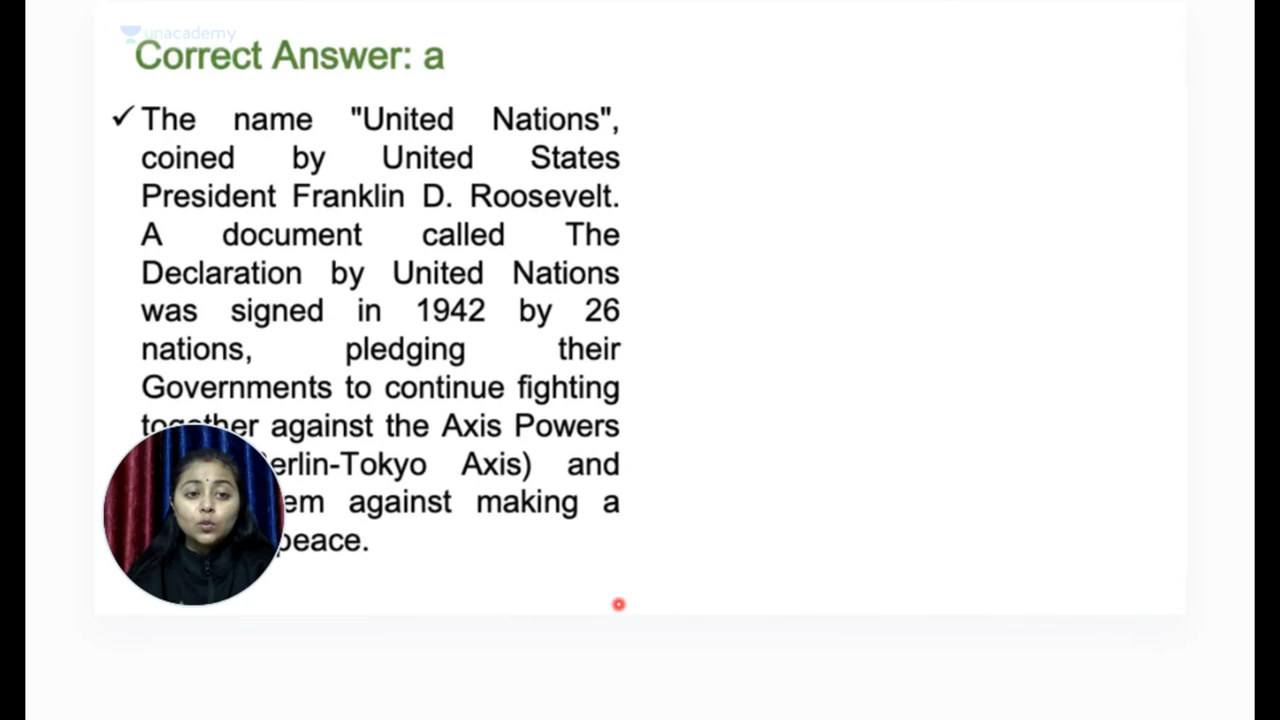 unacademy
Correct Answer: a
✓ The name "United Nations",
coined by United States
President Franklin D. Roosevelt.
A document called The
Declaration by United Nations
was signed in 1942 by 26
nations, pledging their
Governments to continue fighting
together against the Axis Powers
erlin-Tokyo Axis) and
em against making a
peace.